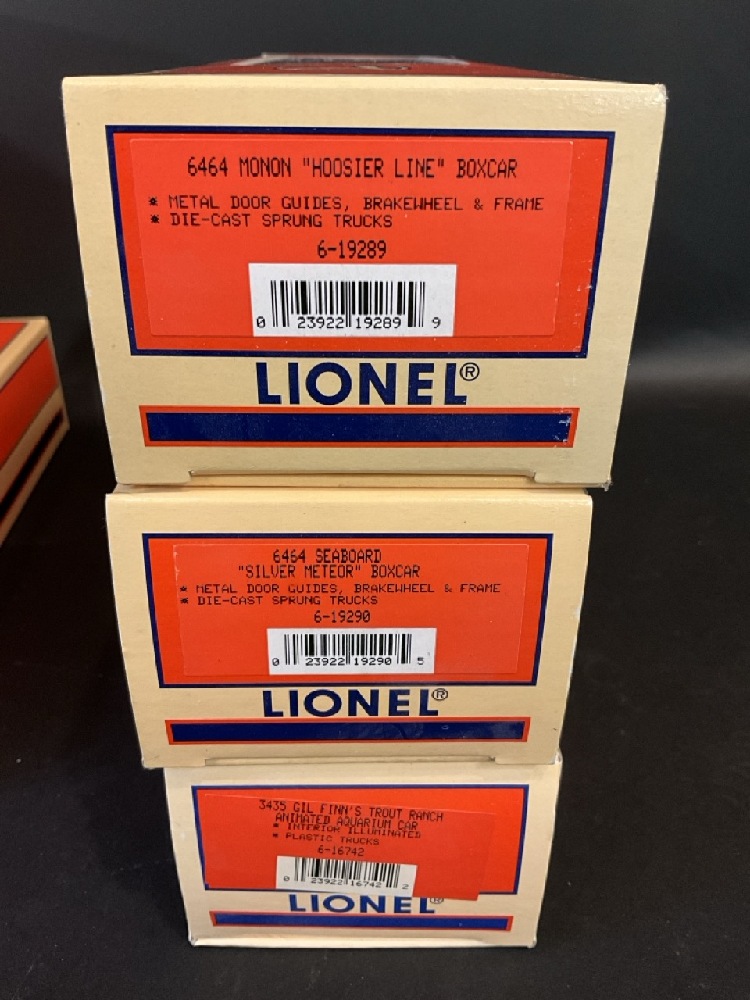 6464 MONON "HOOSIER LINE" BOXCAR
* METAL DOOR GUIDES, BRAKEWHEEL & FRAME
* DIE-CAST SPRUNG TRUCKS
6-19289
0 23922 19289 9
LIONEL®
6464 SEABOARD
"SILVER METEOR" BOXCAR
* METAL DOOR GUIDES, BRAKEWHEEL & FRAME
* DIE-CAST SPRUNG TRUCKS
6-19290
0 23922 19290 5
LIONEL®
3435 GIL FINN'S TROUT RANCH
ANIMATED AQUARIUM CAR
* INTERIOR ILLUMINATED
* PLASTIC TRUCKS
6-16742
0 23922 16742 2
LIONEL®